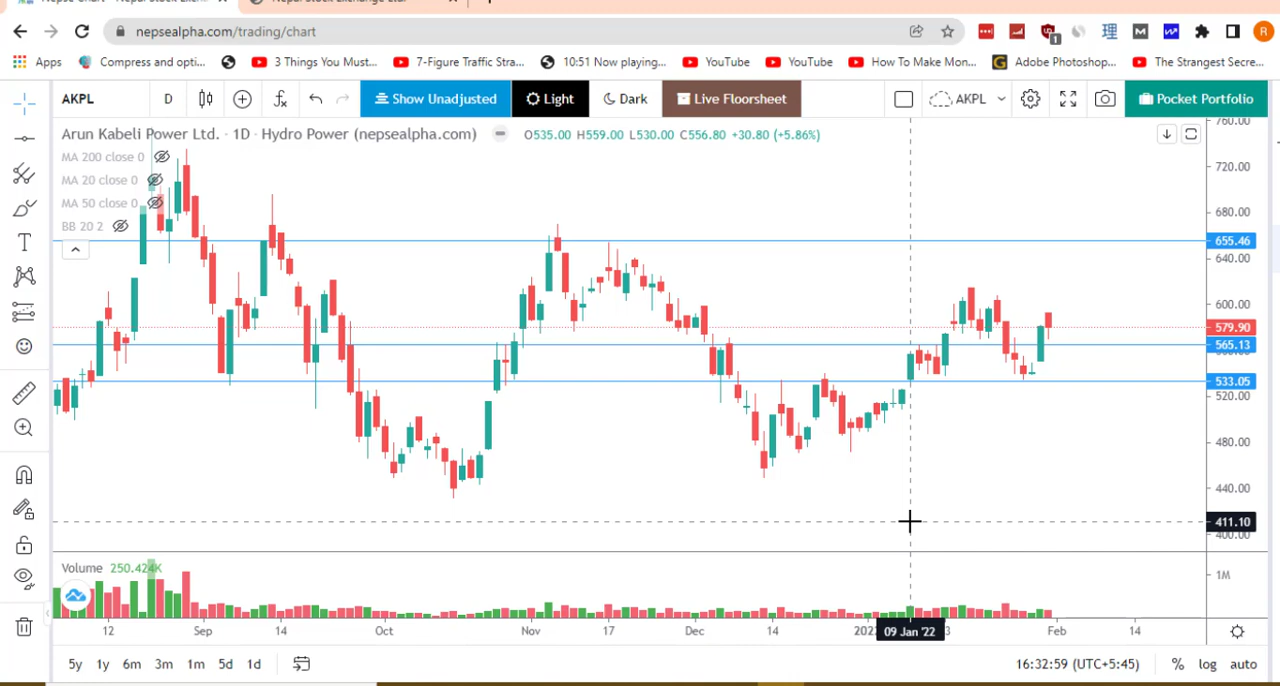 nepsealpha.com/trading/chart
1
R
Apps
Compress and opti...
3 Things You Must...
7-Figure Traffic Stra...
10:51 Now playing...
YouTube
YouTube
How To Make Mon...
Adobe Photoshop...
The Strangest Secre...
AKPL
D
Show Unadjusted
Light
Dark
Live Floorsheet
AKPL
Pocket Portfolio
Arun Kabeli Power Ltd. · 1D · Hydro Power (nepsealpha.com)
O535.00 H559.00 L530.00 C556.80 +30.80 (+5.86%)
MA 200 close 0
MA 20 close 0
MA 50 close 0
BB 20 2
760.00
720.00
680.00
655.46
640.00
600.00
579.90
565.13
533.05
520.00
480.00
440.00
411.10
400.00
Volume 250.424K
1M
12
Sep
14
Oct
Nov
17
Dec
14
09 Jan '22
Feb
14
5y
1y
6m
3m
1m
5d
1d
16:32:59 (UTC+5:45)
%
log
auto